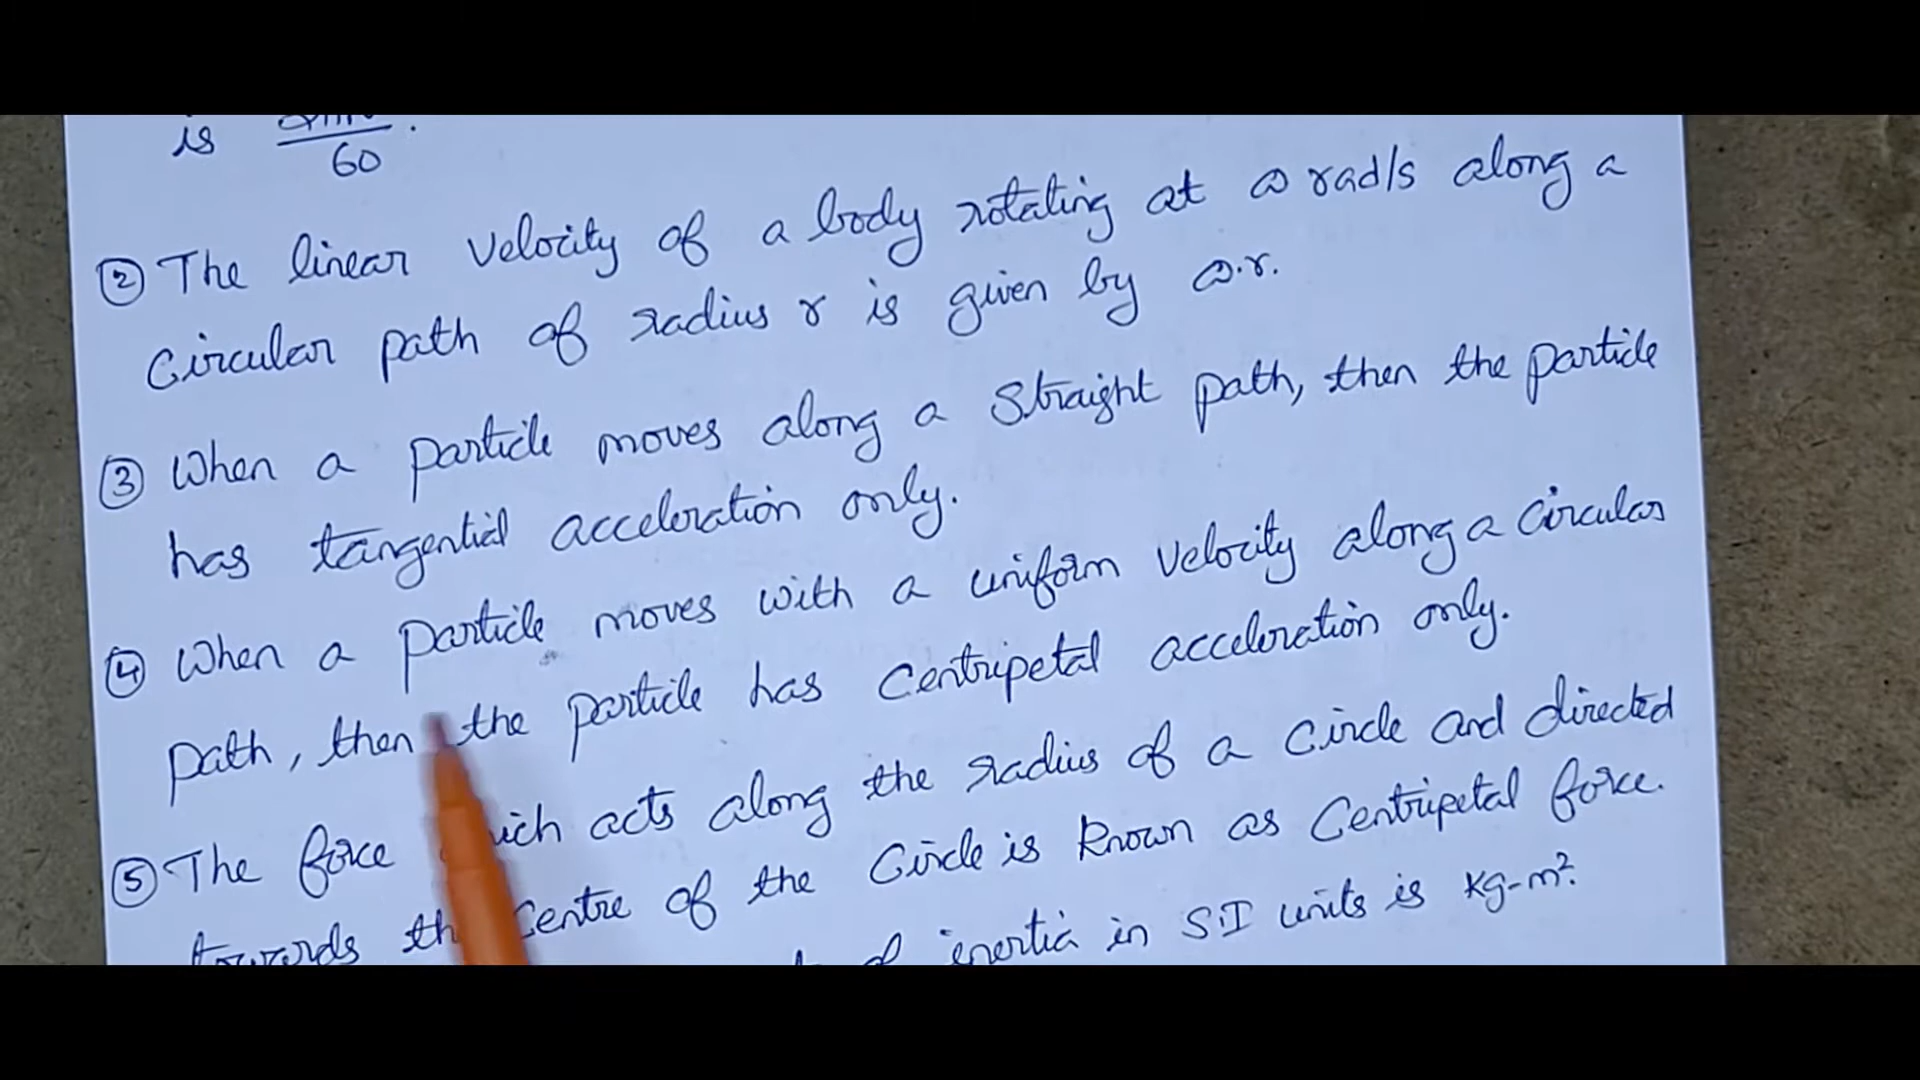 is /60.
② The linear velocity of a body rotating at ω rad/s along a
circular path of radius r is given by ω.r.
③ When a particle moves along a straight path, then the particle
has tangential acceleration only.
④ When a particle moves with a uniform velocity along a circular
path, then the particle has centripetal acceleration only.
⑤ The force which acts along the radius of a circle and directed
towards the centre of the circle is known as centripetal force.
of inertia in S.I units is kg-m².